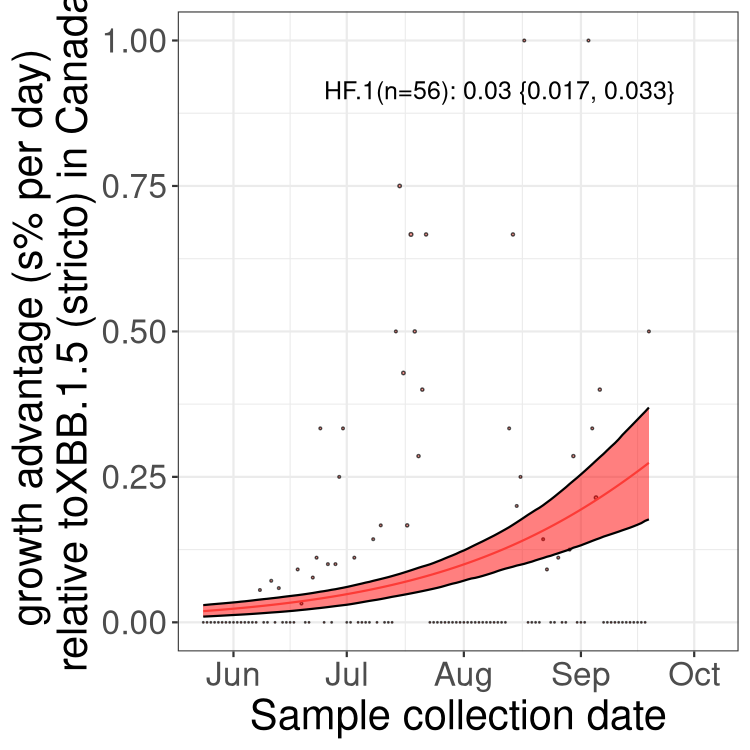 growth advantage (s% per day)
relative toXBB.1.5 (stricto) in Canada
1.00
0.75
0.50
0.25
0.00
HF.1(n=56): 0.03 {0.017, 0.033}
Jun Jul Aug Sep Oct
Sample collection date